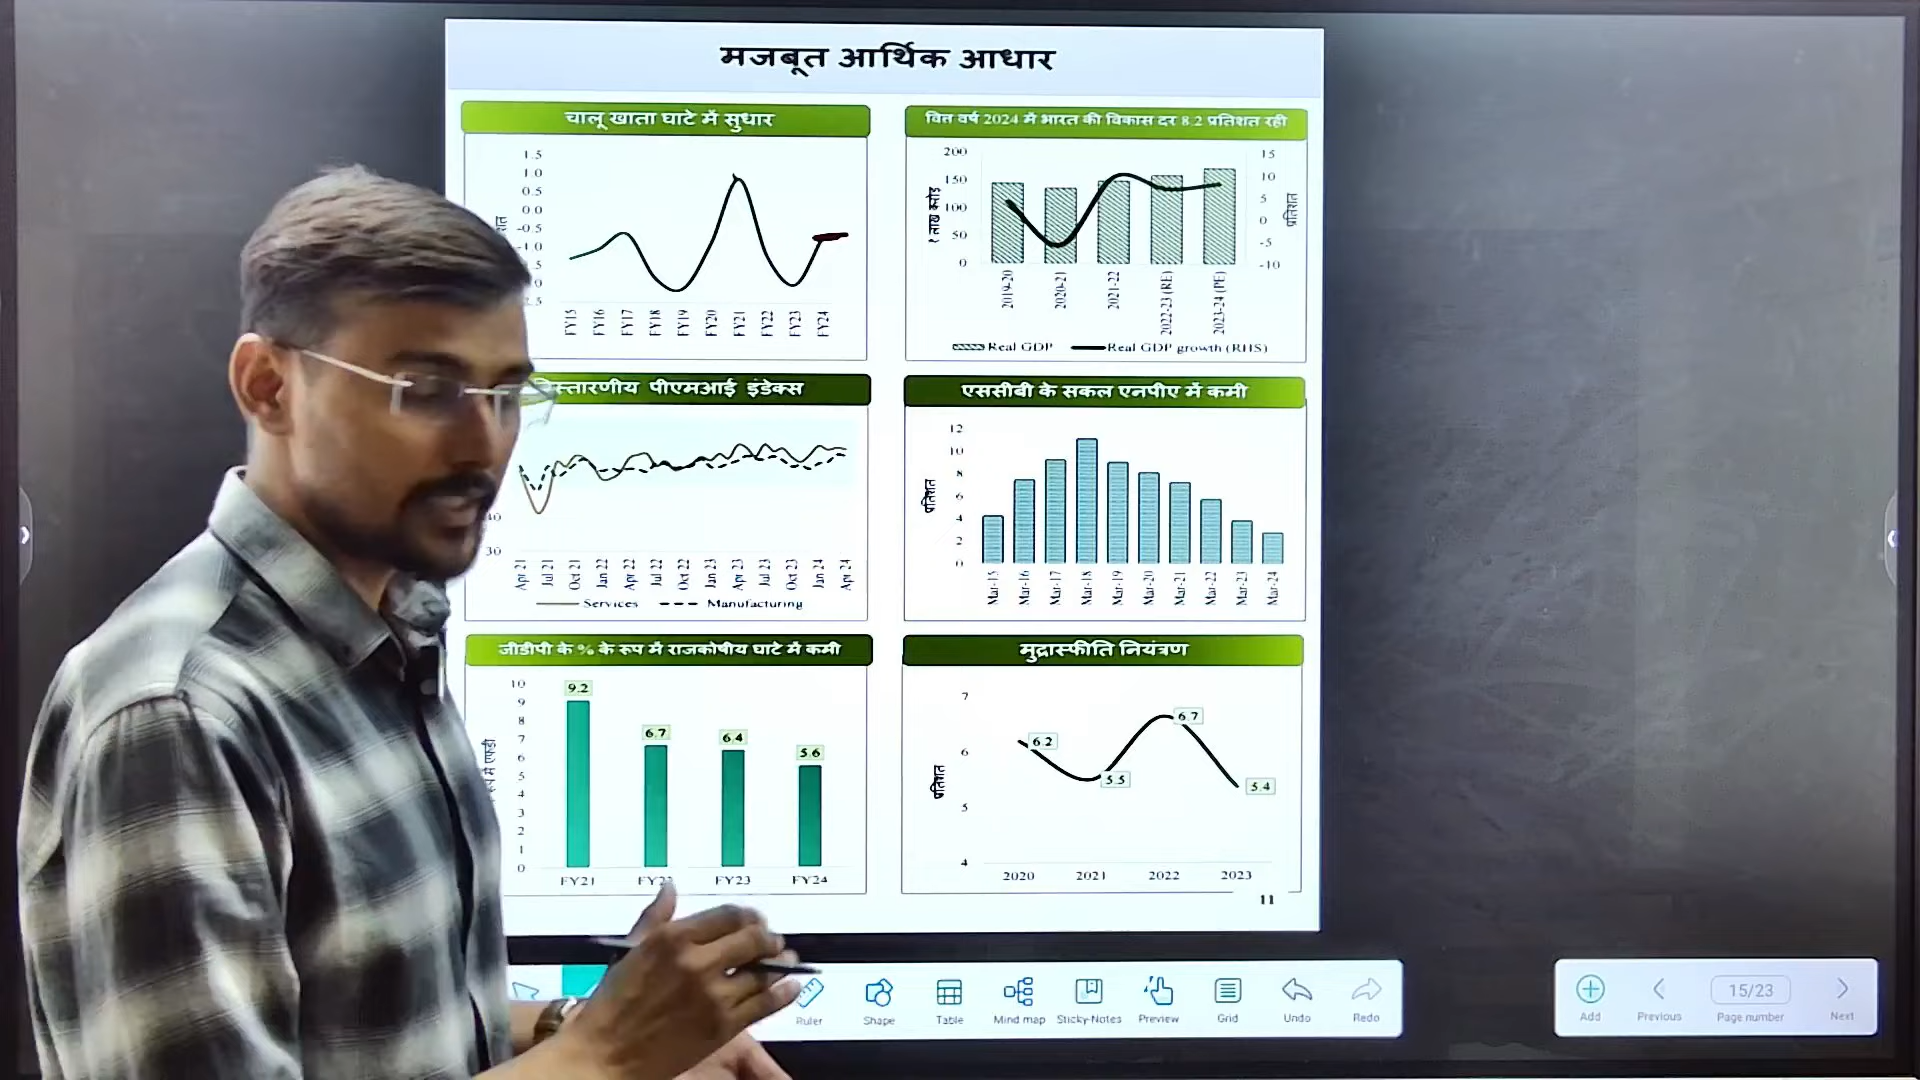 मजबूत आर्थिक आधार
चालू खाता घाटे में सुधार
1.5
1.0
0.5
0.0
-0.5
-1.0
FY15 FY16 FY17 FY18 FY19 FY20 FY21 FY22 FY23 FY24
वित्त वर्ष 2024 में भारत की विकास दर 8.2 प्रतिशत रही
200
150
100
50
0
15
10
5
0
-5
-10
प्रतिशत
2019-20 2020-21 2021-22 2022-23 (RE) 2023-24 (PE)
Real GDP Real GDP growth (RHS)
पीएमआई इंडेक्स
40
30
Apr 21 Jul 21 Oct 21 Jan 22 Apr 22 Jul 22 Oct 22 Jan 23 Apr 23 Jul 23 Oct 23 Jan 24 Apr 24
Services Manufacturing
एससीबी के सकल एनपीए में कमी
12
10
8
6
4
2
0
प्रतिशत
Mar-15 Mar-16 Mar-17 Mar-18 Mar-19 Mar-20 Mar-21 Mar-22 Mar-23 Mar-24
जीडीपी के % के रूप में राजकोषीय घाटे में कमी
10
9
8
7
6
5
4
3
2
1
0
9.2
6.7
6.4
5.6
FY21 FY22 FY23 FY24
मुद्रास्फीति नियंत्रण
7
6
5
4
प्रतिशत
6.2
5.5
6.7
5.4
2020 2021 2022 2023
11
Ruler Shape Table Mind map Sticky-Notes Preview Grid Undo Redo
15/23
Add Previous Page number Next